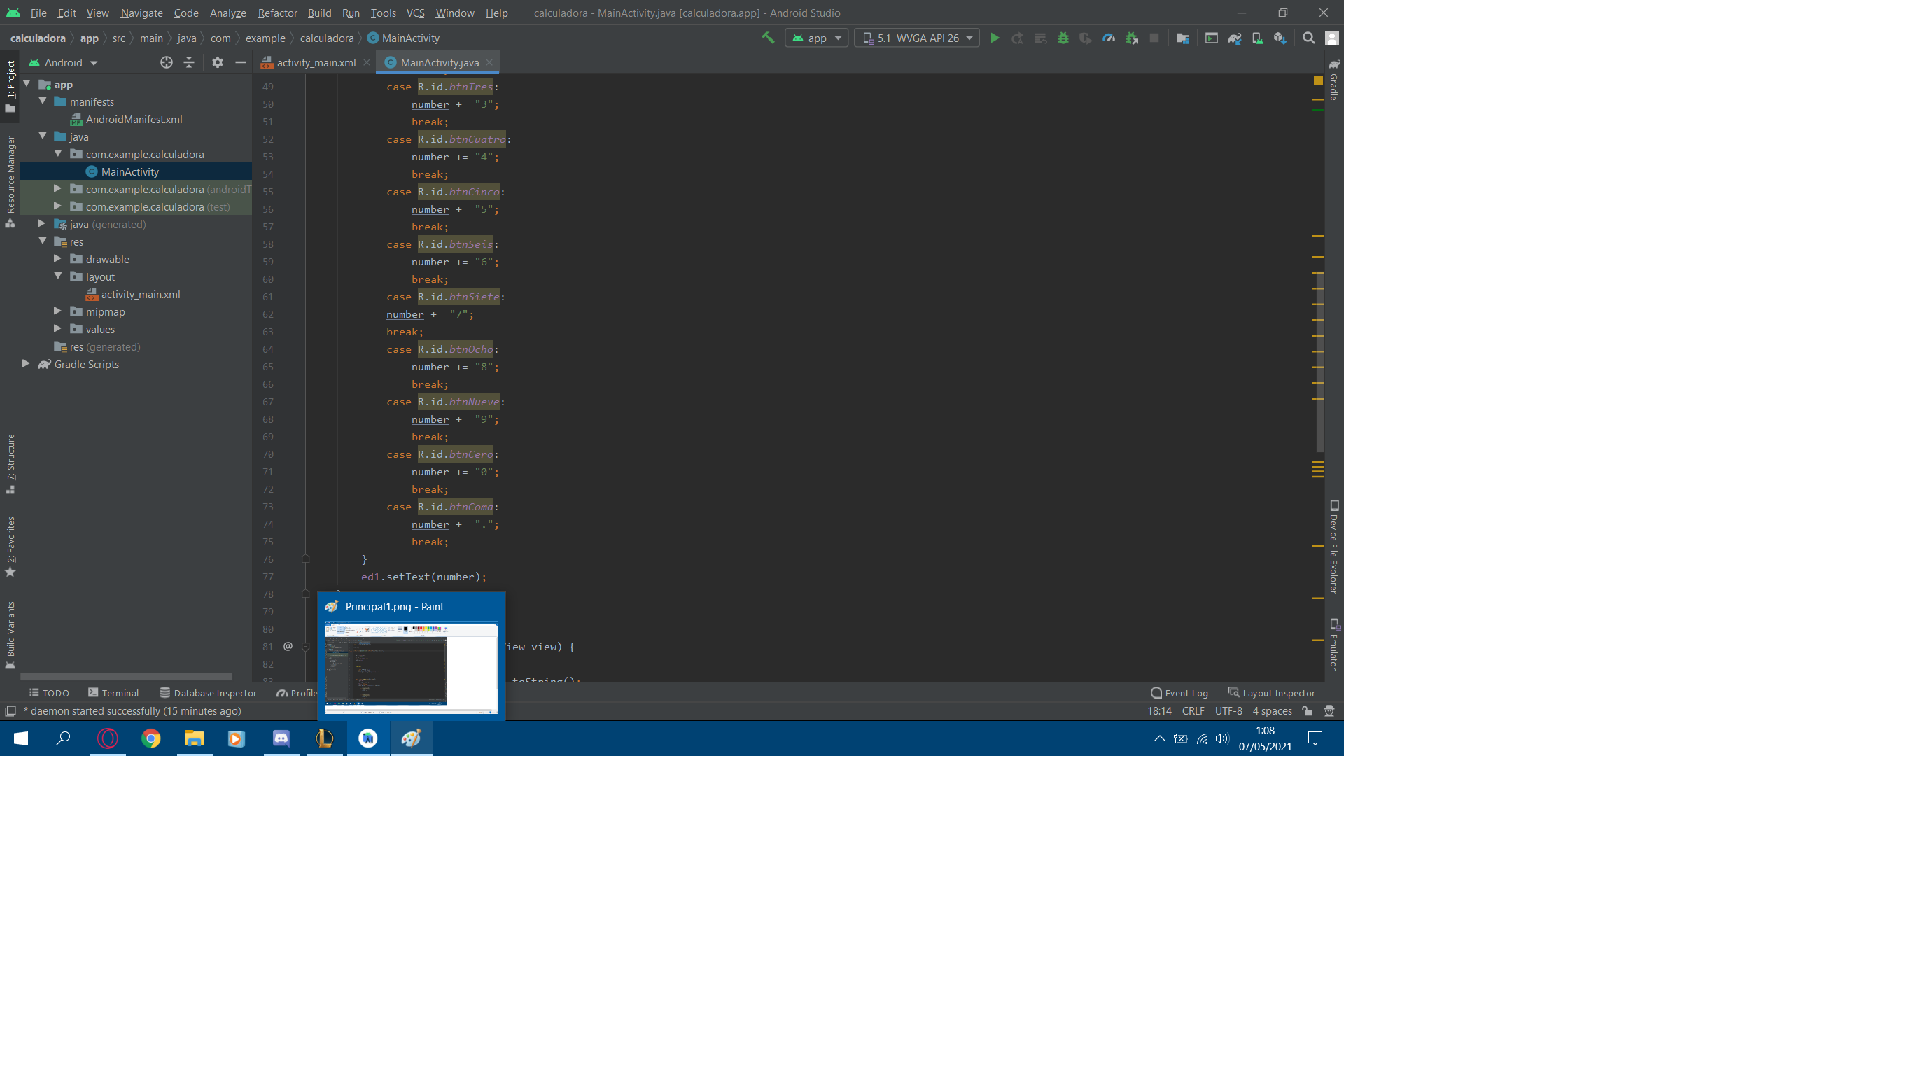 File Edit View Navigate Code Analyze Refactor Build Run Tools VCS Window Help calculadora - MainActivity.java [calculadora.app] - Android Studio
calculadora app src main java com example calculadora MainActivity app 5.1 WVGA API 26
Android activity_main.xml MainActivity.java
1: Project
Resource Manager
7: Structure
2: Favorites
Build Variants
app
manifests
AndroidManifest.xml
java
com.example.calculadora
MainActivity
com.example.calculadora (androidT
com.example.calculadora (test)
java (generated)
res
drawable
layout
activity_main.xml
mipmap
values
res (generated)
Gradle Scripts
49 case R.id.btnTres:
50 number + "3";
51 break;
52 case R.id.btnCuatro:
53 number += "4";
54 break;
55 case R.id.btnCinco:
56 number + "5";
57 break;
58 case R.id.btnSeis:
59 number += "6";
60 break;
61 case R.id.btnSiete:
62 number + "7";
63 break;
64 case R.id.btnOcho:
65 number += "8";
66 break;
67 case R.id.btnNueve:
68 number + "9";
69 break;
70 case R.id.btnCero:
71 number += "0";
72 break;
73 case R.id.btnComa:
74 number + ".";
75 break;
76 }
77 ed1.setText(number);
78
79
80
81 @ view) {
82
83 toString();
Gradle
Device File Explorer
Emulator
Principal1.png - Paint
TODO Terminal Database Inspector Profile Event Log Layout Inspector
* daemon started successfully (15 minutes ago) 18:14 CRLF UTF-8 4 spaces
1:08
07/05/2021